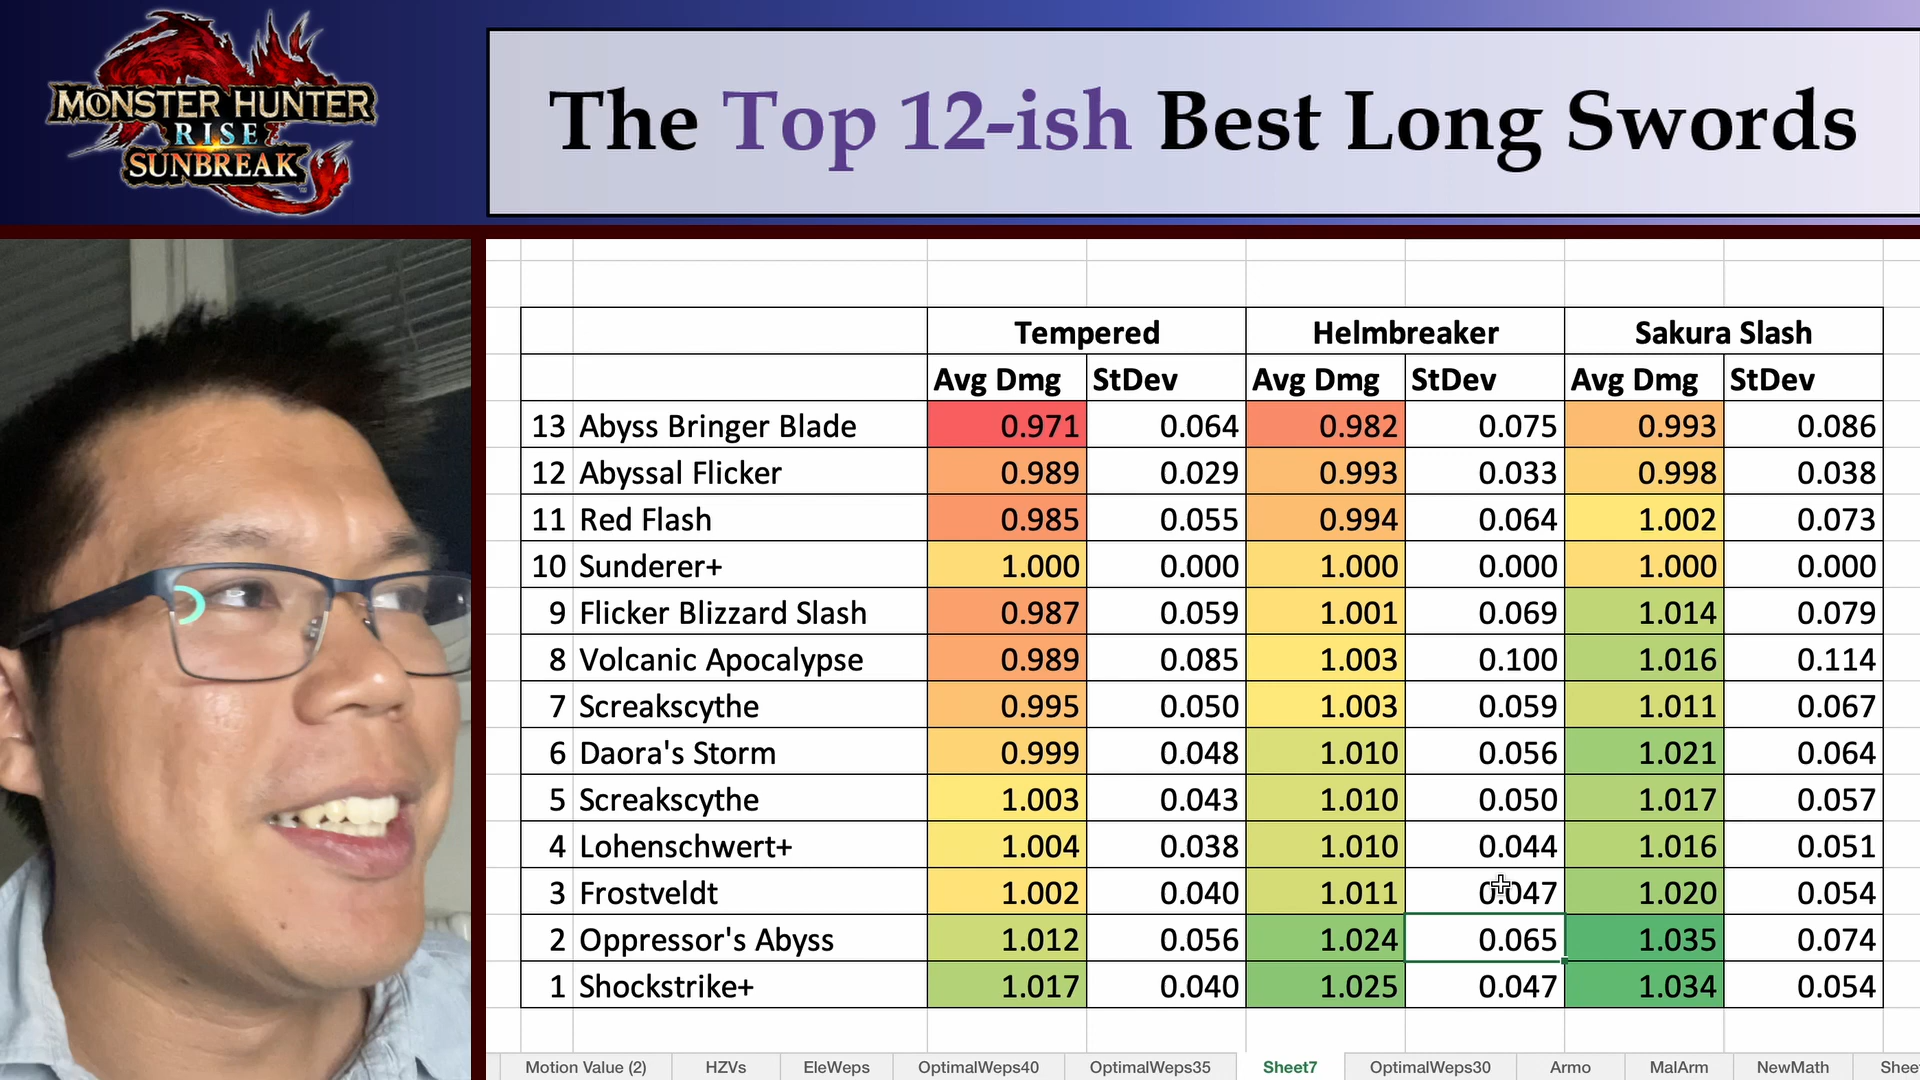 MONSTER HUNTER
RISE
SUNBREAK
The Top 12-ish Best Long Swords
Tempered Helmbreaker Sakura Slash
Avg Dmg StDev Avg Dmg StDev Avg Dmg StDev
13 Abyss Bringer Blade 0.971 0.064 0.982 0.075 0.993 0.086
12 Abyssal Flicker 0.989 0.029 0.993 0.033 0.998 0.038
11 Red Flash 0.985 0.055 0.994 0.064 1.002 0.073
10 Sunderer+ 1.000 0.000 1.000 0.000 1.000 0.000
9 Flicker Blizzard Slash 0.987 0.059 1.001 0.069 1.014 0.079
8 Volcanic Apocalypse 0.989 0.085 1.003 0.100 1.016 0.114
7 Screakscythe 0.995 0.050 1.003 0.059 1.011 0.067
6 Daora's Storm 0.999 0.048 1.010 0.056 1.021 0.064
5 Screakscythe 1.003 0.043 1.010 0.050 1.017 0.057
4 Lohenschwert+ 1.004 0.038 1.010 0.044 1.016 0.051
3 Frostveldt 1.002 0.040 1.011 0.047 1.020 0.054
2 Oppressor's Abyss 1.012 0.056 1.024 0.065 1.035 0.074
1 Shockstrike+ 1.017 0.040 1.025 0.047 1.034 0.054
Motion Value (2) HZVs EleWeps OptimalWeps40 OptimalWeps35 Sheet7 OptimalWeps30 Armo MalArm NewMath Shee